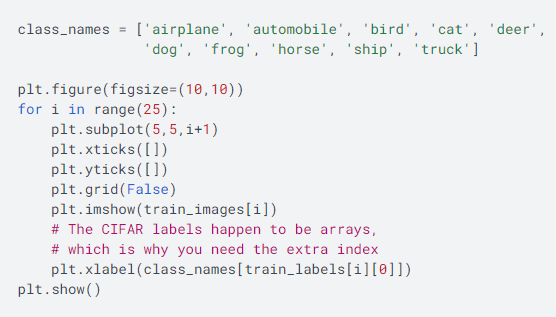 class_names = ['airplane', 'automobile', 'bird', 'cat', 'deer',
               'dog', 'frog', 'horse', 'ship', 'truck']

plt.figure(figsize=(10,10))
for i in range(25):
    plt.subplot(5,5,i+1)
    plt.xticks([])
    plt.yticks([])
    plt.grid(False)
    plt.imshow(train_images[i])
    # The CIFAR labels happen to be arrays,
    # which is why you need the extra index
    plt.xlabel(class_names[train_labels[i][0]])
plt.show()